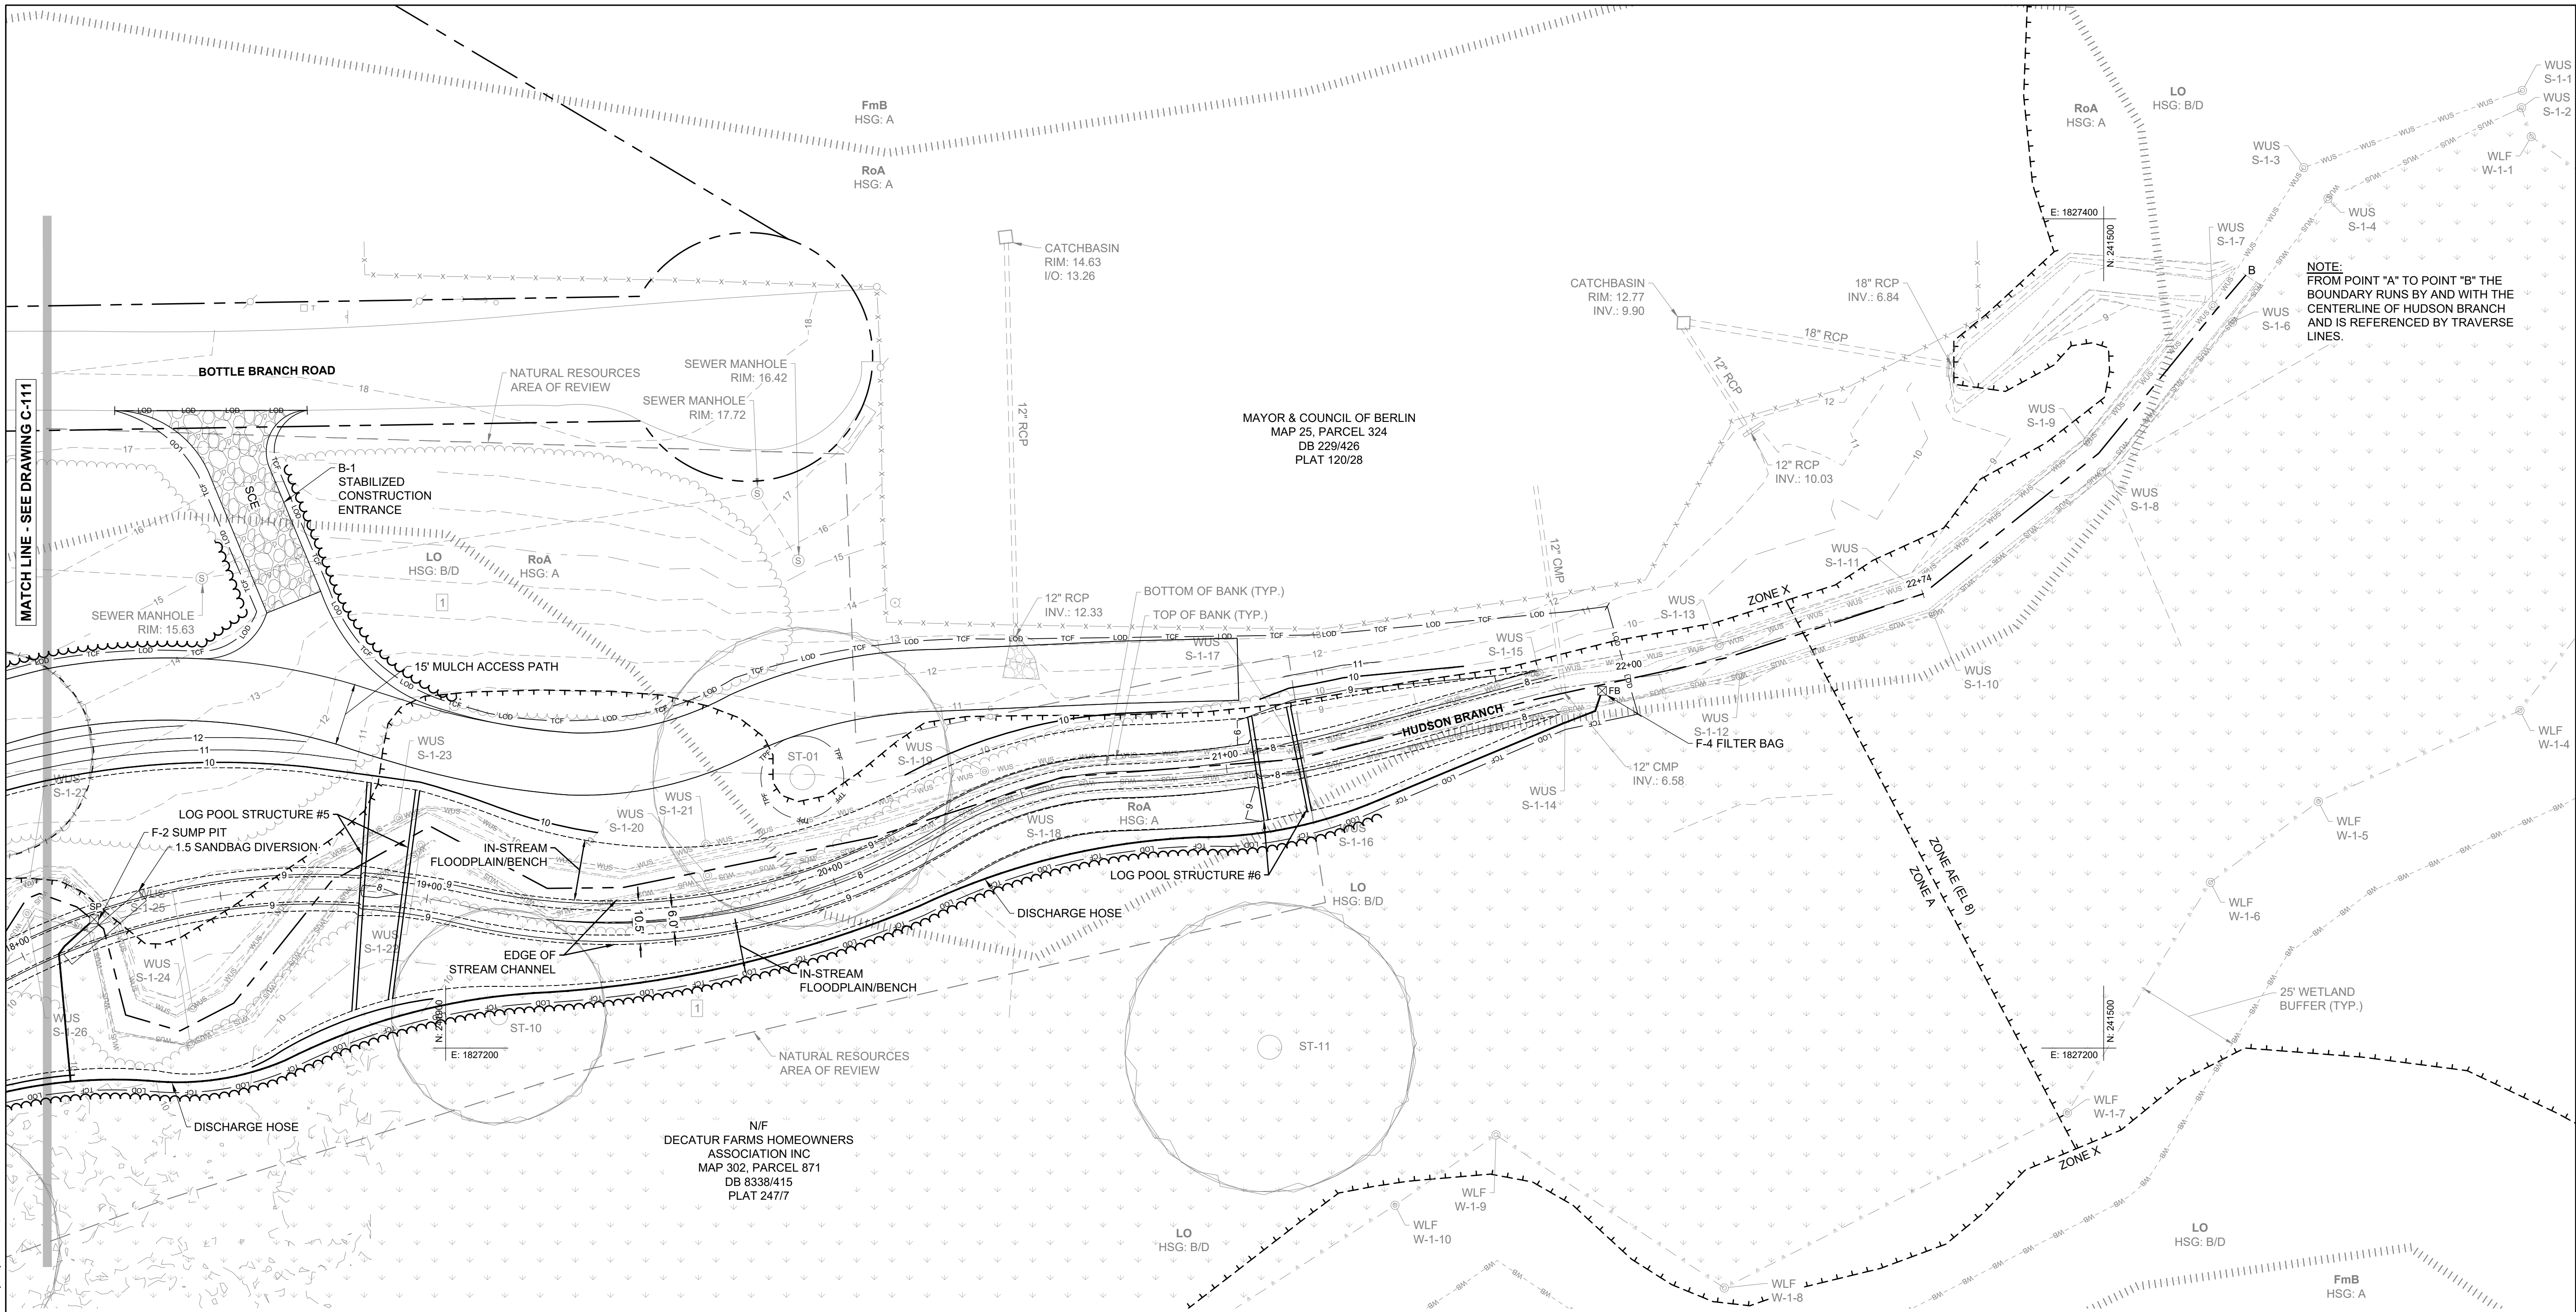 FmB
HSG: A
RoA
HSG: A
RoA
HSG: A
LO
HSG: B/D
WUS
S-1-1
WUS
S-1-2
WUS
S-1-3
WLF
W-1-1
WUS
S-1-4
WUS
S-1-7
WUS
S-1-6
E: 1827400
N: 241500
B
NOTE:
FROM POINT "A" TO POINT "B" THE
BOUNDARY RUNS BY AND WITH THE
CENTERLINE OF HUDSON BRANCH
AND IS REFERENCED BY TRAVERSE
LINES.
CATCHBASIN
RIM: 14.63
I/O: 13.26
12" RCP
CATCHBASIN
RIM: 12.77
INV.: 9.90
18" RCP
INV.: 6.84
18" RCP
12" RCP
12" RCP
INV.: 10.03
MATCH LINE - SEE DRAWING C-111
BOTTLE BRANCH ROAD
NATURAL RESOURCES
AREA OF REVIEW
SEWER MANHOLE
RIM: 16.42
SEWER MANHOLE
RIM: 17.72
MAYOR & COUNCIL OF BERLIN
MAP 25, PARCEL 324
DB 229/426
PLAT 120/28
WUS
S-1-9
WUS
S-1-8
SCE
B-1
STABILIZED
CONSTRUCTION
ENTRANCE
LO
HSG: B/D
RoA
HSG: A
1
SEWER MANHOLE
RIM: 15.63
12" RCP
INV.: 12.33
BOTTOM OF BANK (TYP.)
TOP OF BANK (TYP.)
12" CMP
WUS
S-1-11
22+74
ZONE X
WUS
S-1-13
WUS
S-1-15
WUS
S-1-17
WUS
S-1-10
15' MULCH ACCESS PATH
22+00
FB
WUS
S-1-12
F-4 FILTER BAG
HUDSON BRANCH
12" CMP
INV.: 6.58
WUS
S-1-14
WLF
W-1-4
WUS
S-1-23
WUS
S-1-27
ST-01
WUS
S-1-19
21+00
RoA
HSG: A
WUS
S-1-21
WUS
S-1-20
WUS
S-1-18
WUS
S-1-16
LOG POOL STRUCTURE #5
F-2 SUMP PIT
1.5 SANDBAG DIVERSION
IN-STREAM
FLOODPLAIN/BENCH
20+00
19+00
18+00
SP
WUS
S-1-25
WUS
S-1-22
WUS
S-1-24
WUS
S-1-26
LOG POOL STRUCTURE #6
LO
HSG: B/D
DISCHARGE HOSE
10.5'
6.0'
EDGE OF
STREAM CHANNEL
IN-STREAM
FLOODPLAIN/BENCH
1
ZONE AE (EL 8)
ZONE A
WLF
W-1-5
WLF
W-1-6
25' WETLAND
BUFFER (TYP.)
E: 1827200
ST-10
NATURAL RESOURCES
AREA OF REVIEW
ST-11
N: 241500
E: 1827200
DISCHARGE HOSE
N/F
DECATUR FARMS HOMEOWNERS
ASSOCIATION INC
MAP 302, PARCEL 871
DB 8338/415
PLAT 247/7
WLF
W-1-7
ZONE X
WLF
W-1-9
WLF
W-1-10
LO
HSG: B/D
WLF
W-1-8
LO
HSG: B/D
FmB
HSG: A